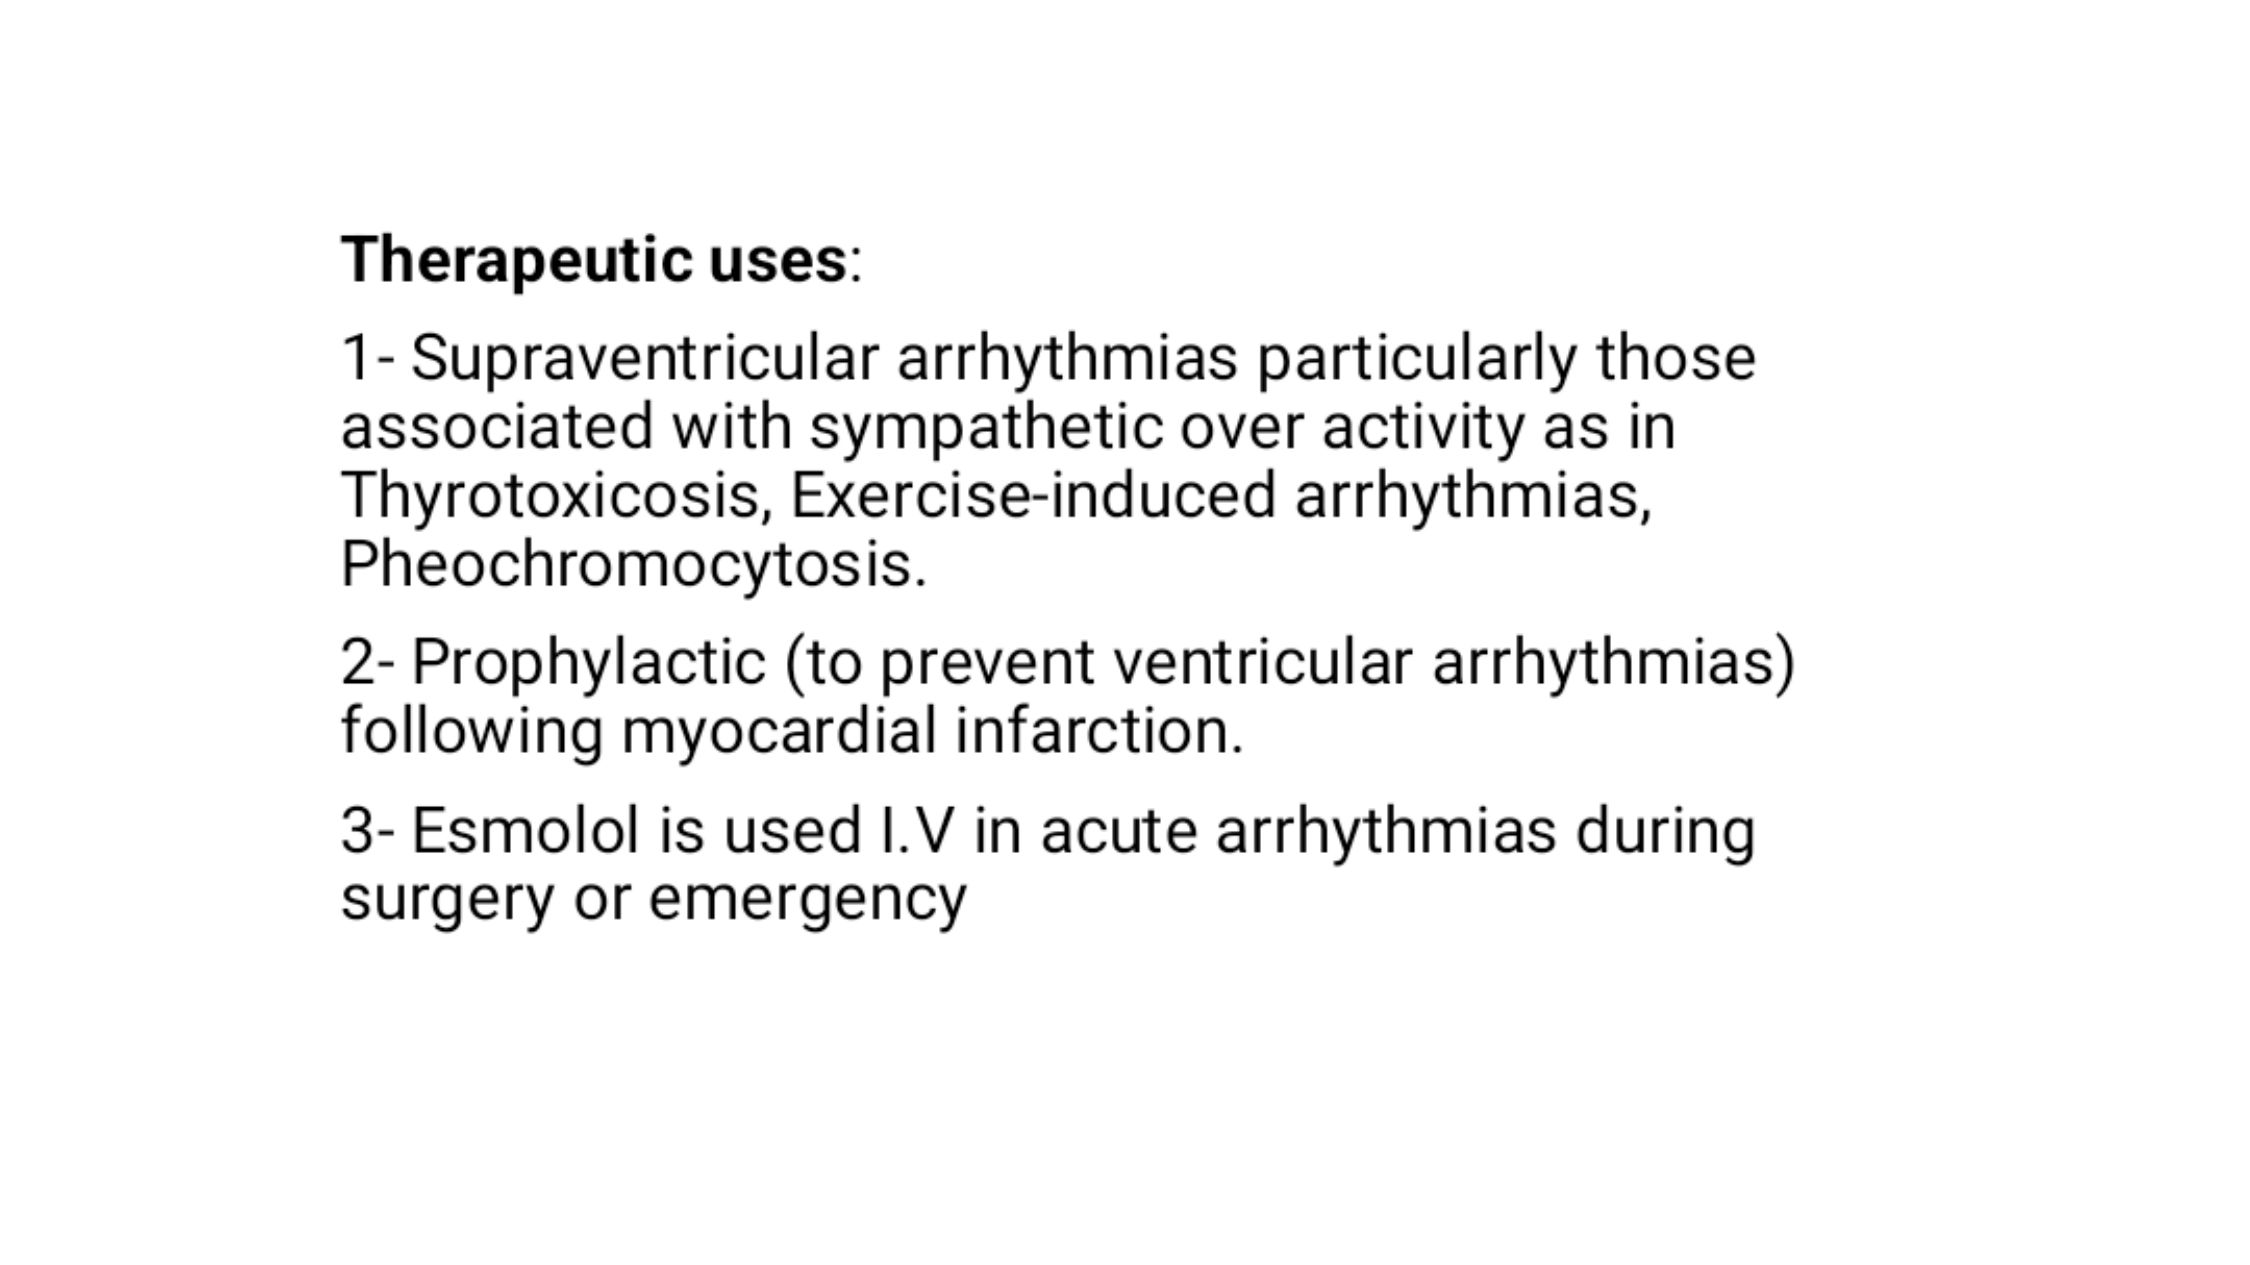 Therapeutic uses:
1- Supraventricular arrhythmias particularly those
associated with sympathetic over activity as in
Thyrotoxicosis, Exercise-induced arrhythmias,
Pheochromocytosis.
2- Prophylactic (to prevent ventricular arrhythmias)
following myocardial infarction.
3- Esmolol is used I.V in acute arrhythmias during
surgery or emergency